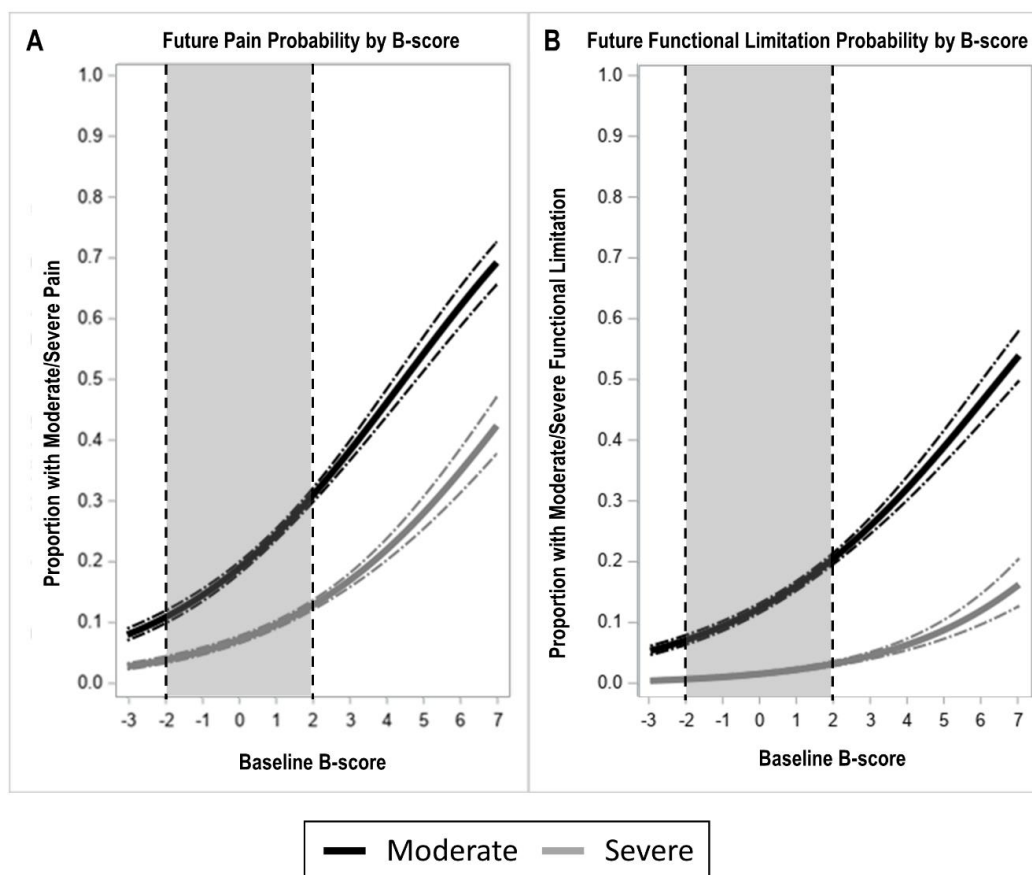 A
Future Pain Probability by B-score
Proportion with Moderate/Severe Pain
1.0
0.9
0.8
0.7
0.6
0.5
0.4
0.3
0.2
0.1
0.0
-3 -2 -1 0 1 2 3 4 5 6 7
Baseline B-score
B
Future Functional Limitation Probability by B-score
Proportion with Moderate/Severe Functional Limitation
1.0
0.9
0.8
0.7
0.6
0.5
0.4
0.3
0.2
0.1
0.0
-3 -2 -1 0 1 2 3 4 5 6 7
Baseline B-score
Moderate Severe